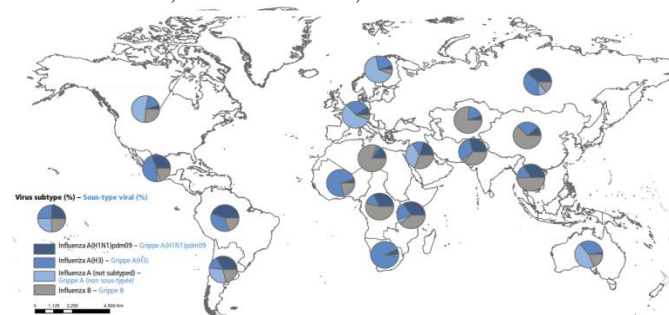 Virus subtype (%) – Sous-type viral (%)
Influenza A(H1N1)pdm09 – Grippe A(H1N1)pdm09
Influenza A(H3) – Grippe A(H3)
Influenza A (not subtyped) –
Grippe A (non sous-typée)
Influenza B – Grippe B
0 1.125 2.250 4.500 Km